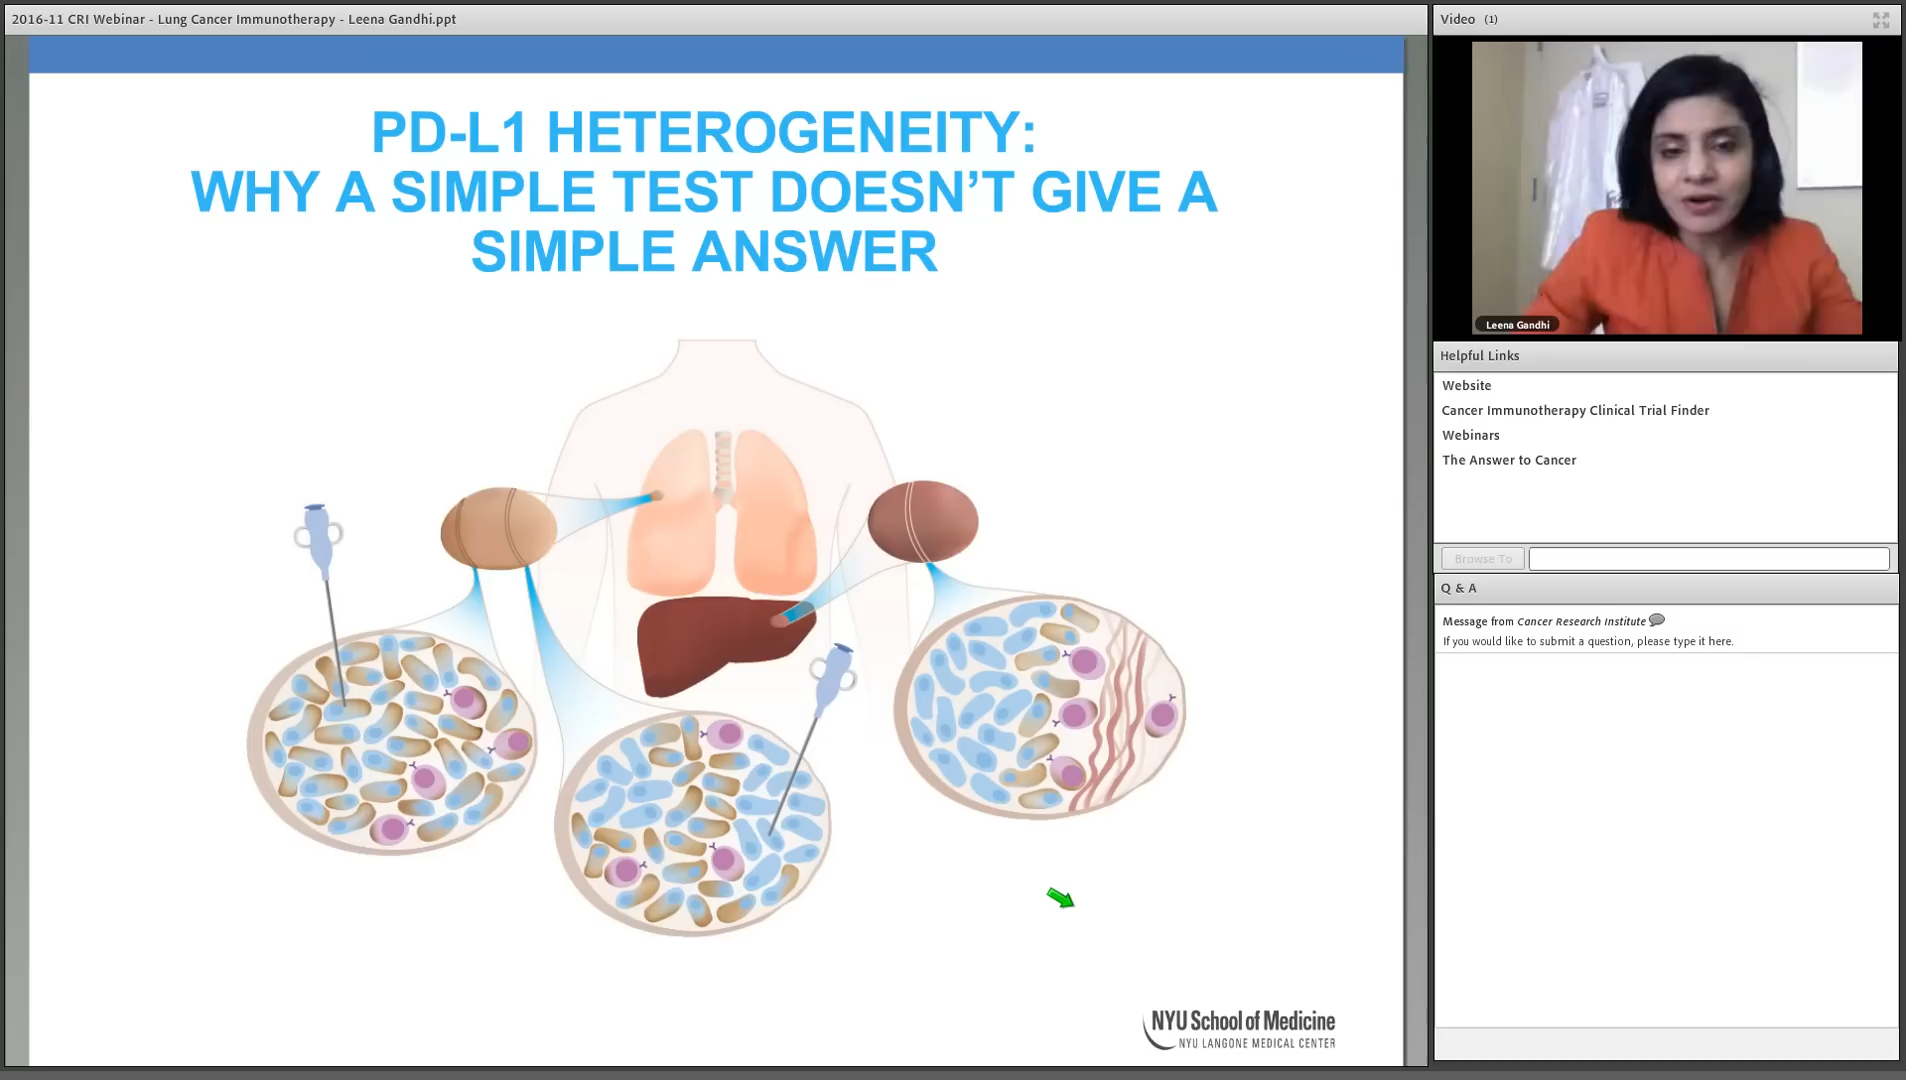 2016-11 CRI Webinar - Lung Cancer Immunotherapy - Leena Gandhi.ppt
PD-L1 HETEROGENEITY:
WHY A SIMPLE TEST DOESN'T GIVE A
SIMPLE ANSWER
NYU School of Medicine
NYU LANGONE MEDICAL CENTER
Video (1)
Leena Gandhi
Helpful Links
Website
Cancer Immunotherapy Clinical Trial Finder
Webinars
The Answer to Cancer
Browse To
Q & A
Message from Cancer Research Institute
If you would like to submit a question, please type it here.